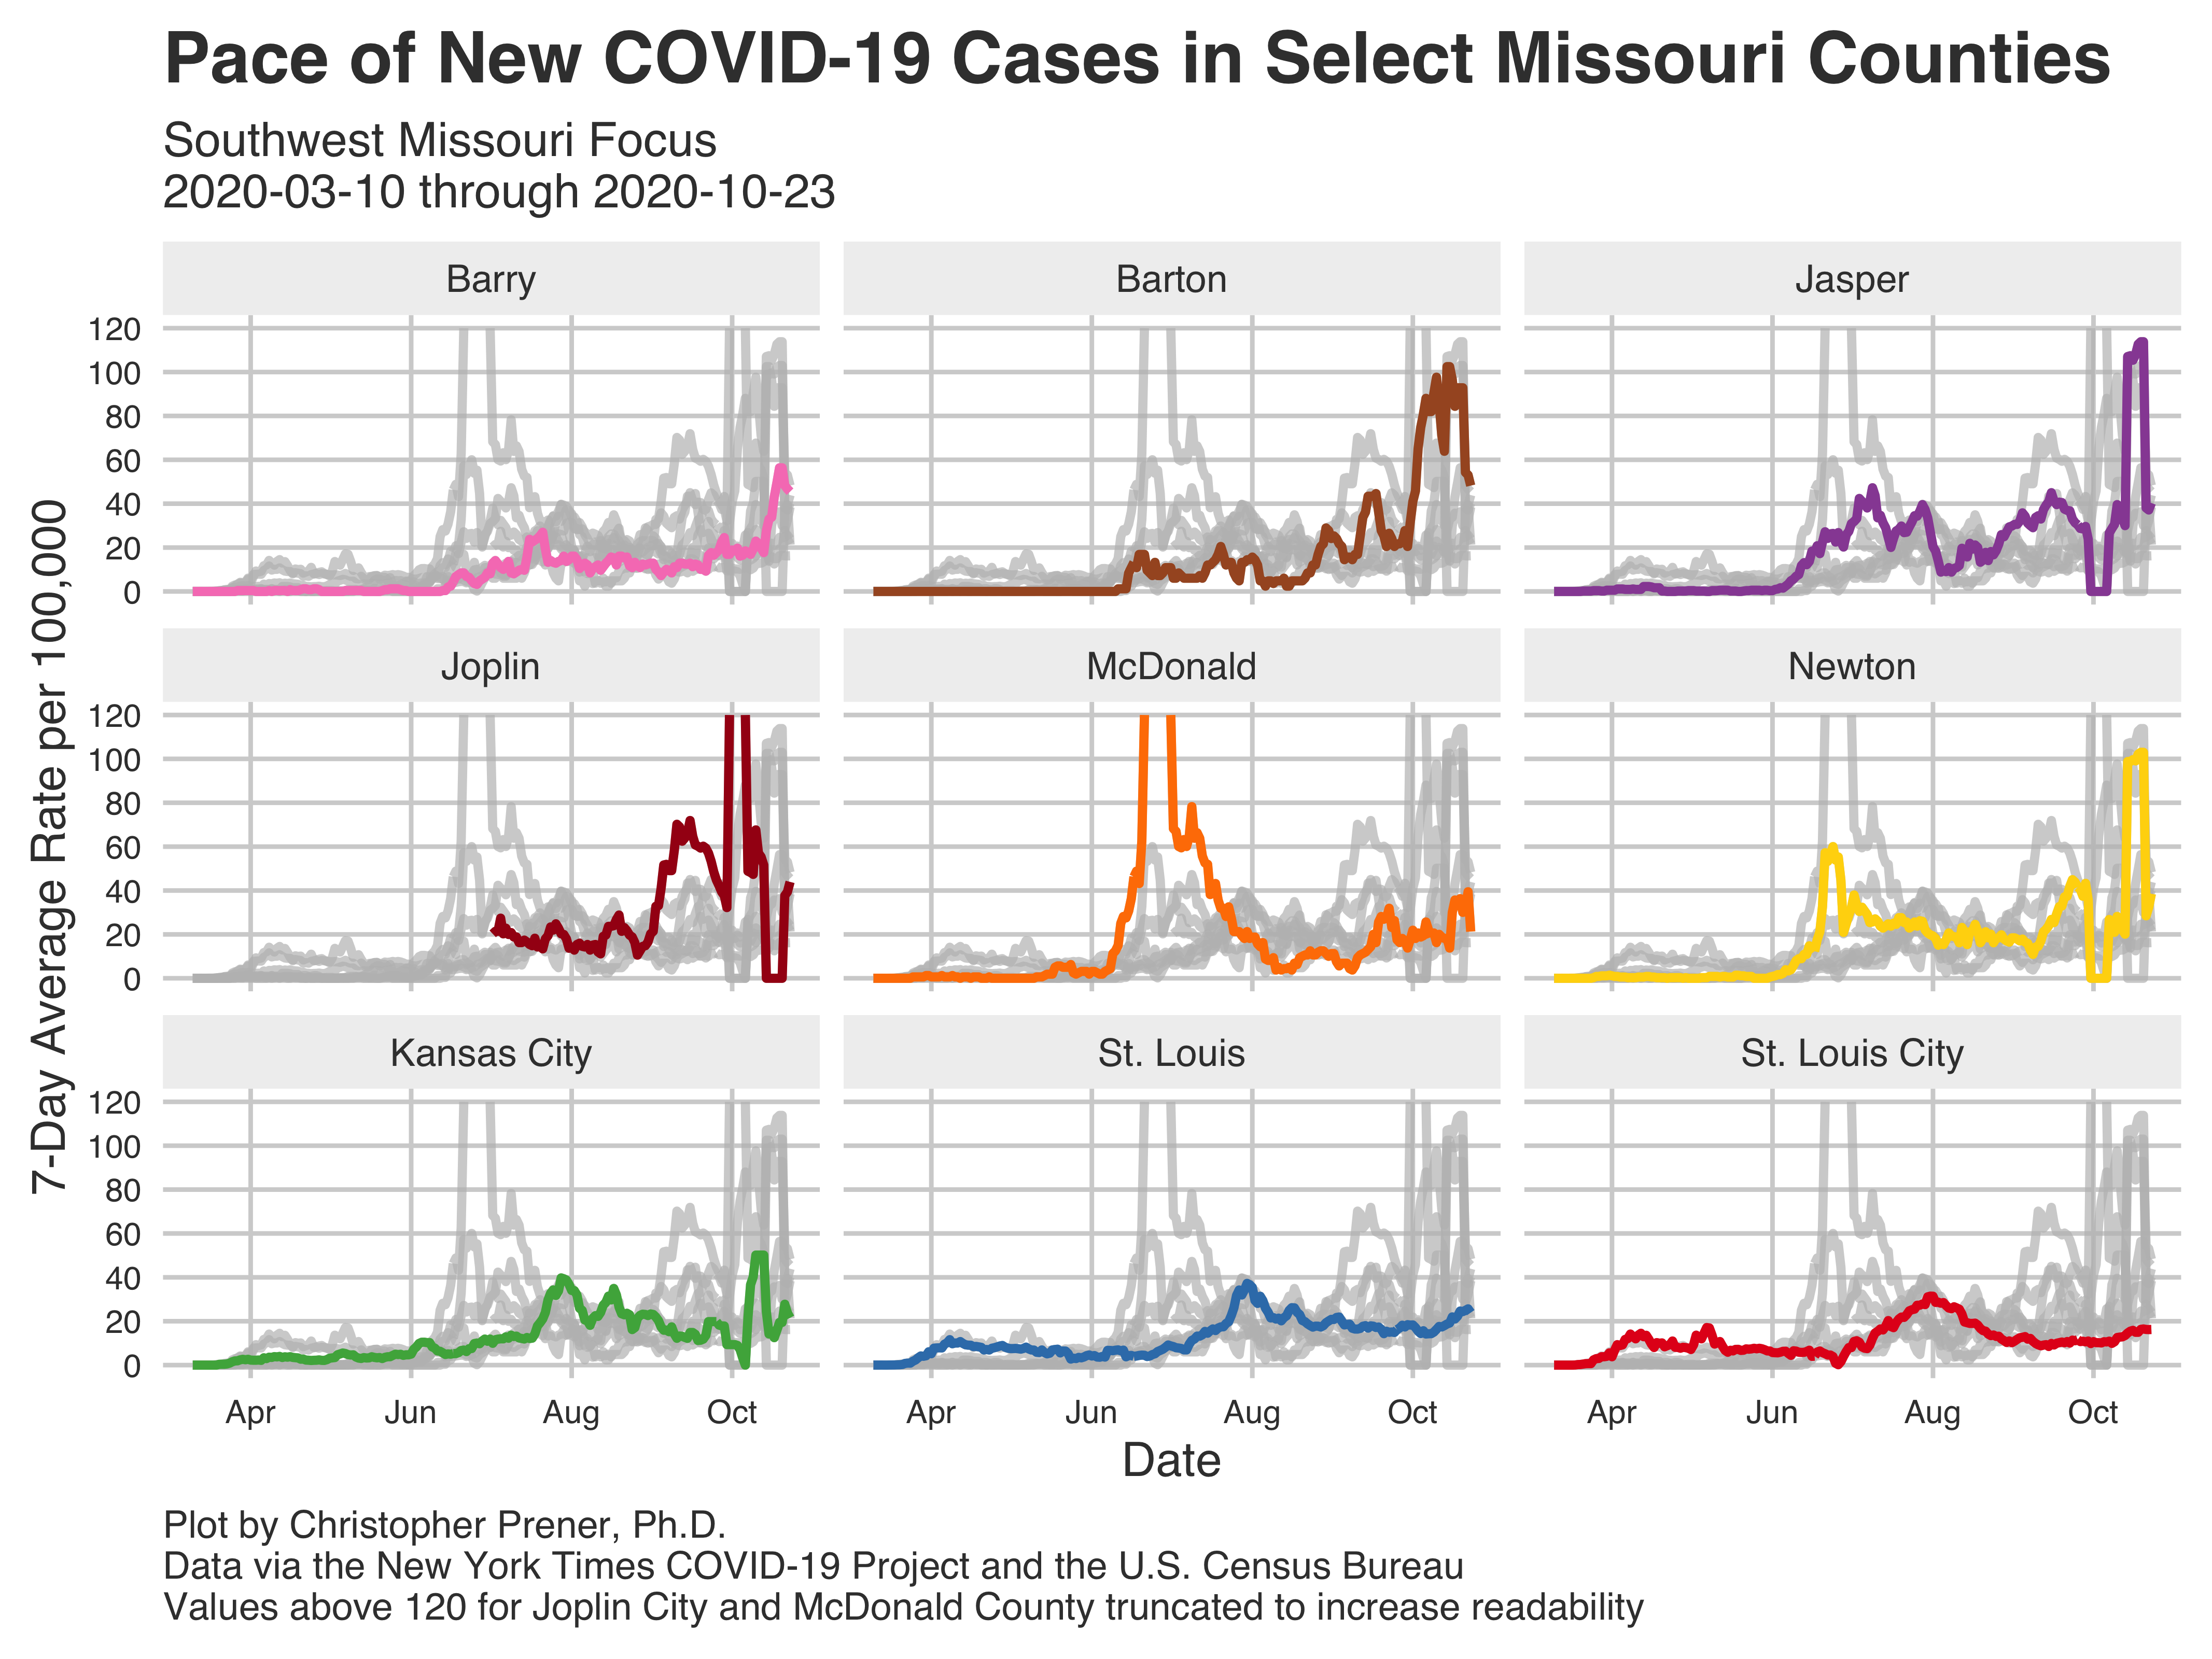 Pace of New COVID-19 Cases in Select Missouri Counties
Southwest Missouri Focus
2020-03-10 through 2020-10-23
Barry
Barton
Jasper
120
100
80
60
40
20
0
Joplin
McDonald
Newton
120
100
80
60
40
20
0
Kansas City
St. Louis
St. Louis City
120
100
80
60
40
20
0
Apr
Jun
Aug
Oct
Apr
Jun
Aug
Oct
Apr
Jun
Aug
Oct
7-Day Average Rate per 100,000
Date
Plot by Christopher Prener, Ph.D.
Data via the New York Times COVID-19 Project and the U.S. Census Bureau
Values above 120 for Joplin City and McDonald County truncated to increase readability